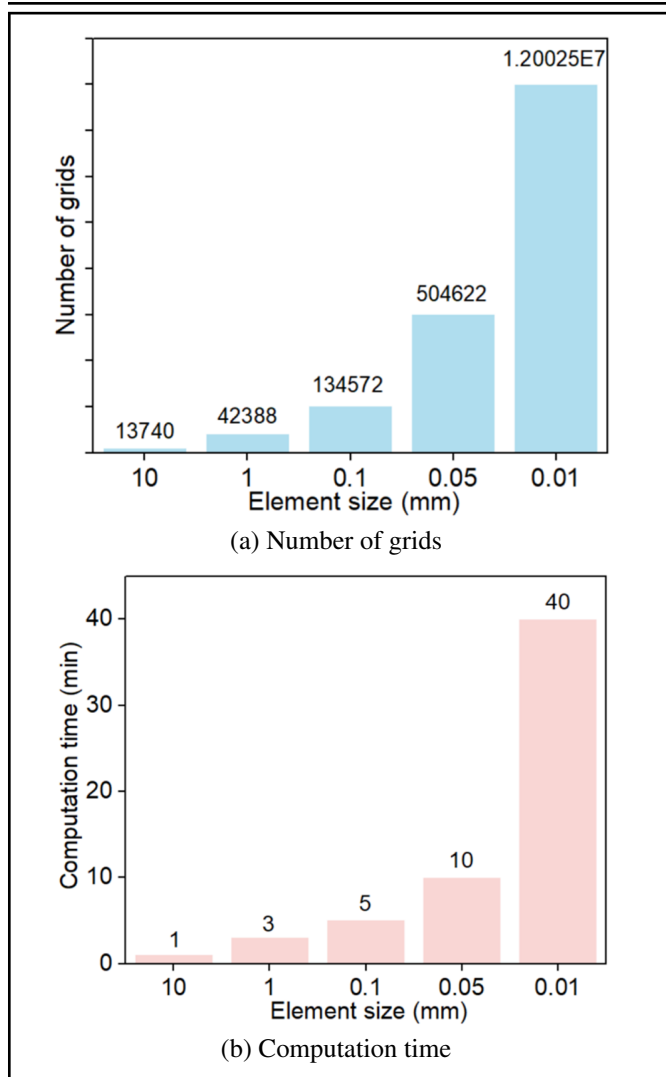 1.20025E7
504622
134572
42388
13740
Number of grids
10 1 0.1 0.05 0.01
Element size (mm)
(a) Number of grids
40
40
30
20
10
10
5
3
1
0
Computation time (min)
10 1 0.1 0.05 0.01
Element size (mm)
(b) Computation time